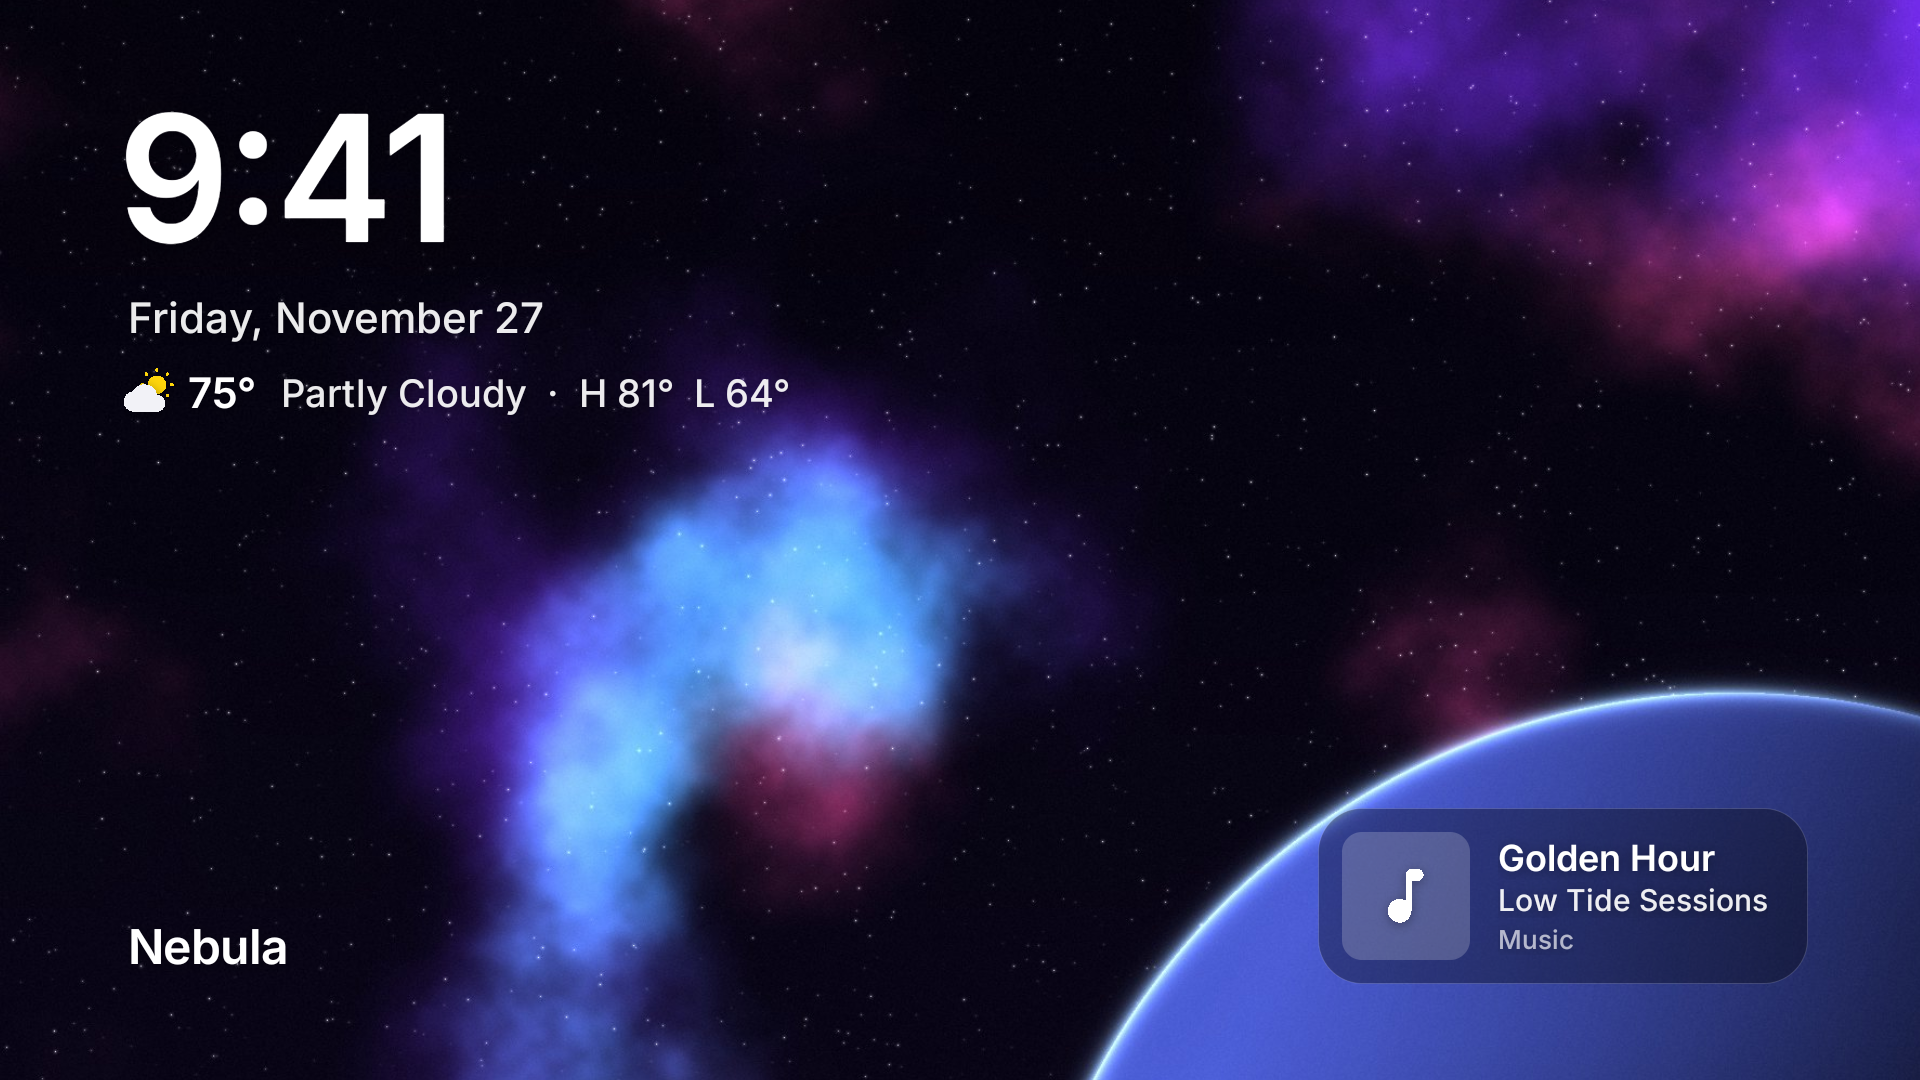 9:41
Friday, November 27
75° Partly Cloudy · H 81° L 64°
Nebula
Golden Hour
Low Tide Sessions
Music